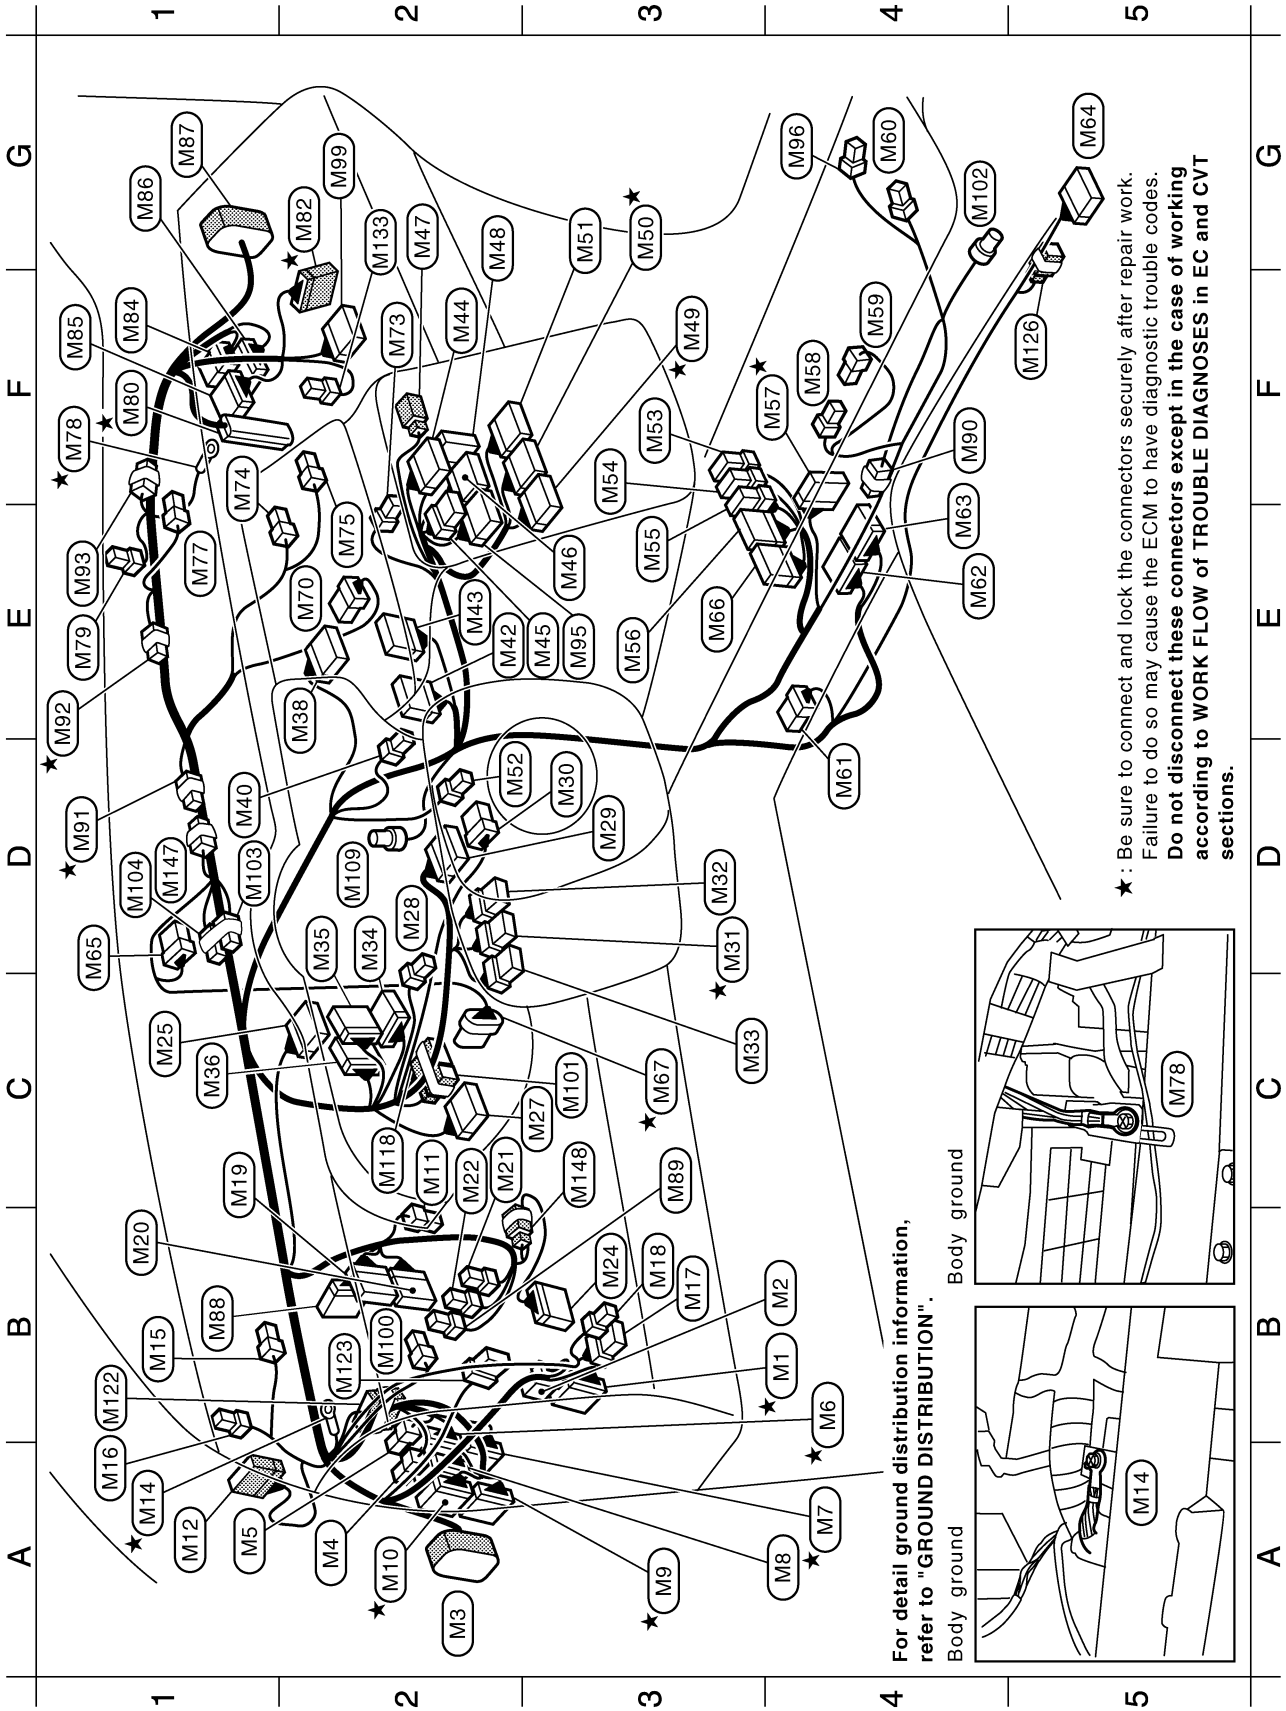 1 2 3 4 5
G
F
E
D
C
B
A
M87
M86
M99
M82 ★
M133
M47
M48
M51
M50 ★
M96
M60
M64
M102
M85
M84
M80 ★
M78 ★
M73
M44
M49 ★
M59
M58
M57 ★
M126
M53
M54
M90
M74
M93
M77
M75
M46
M55
M63
M79
M70
M43
M42
M45
M95
M56
M66
M62
M92 ★
M38
M91 ★
M40
M52
M30
M61
M104
M147
M103
M109
M29
M28
M32
M65
M35
M34
M31 ★
M25
M36
M33
M101
M67 ★
M27
M118
M11
M22
M21
M148
M89
M19
M20
M88
M15
M100
M123
M24
M18
M17
M2
M122
M1 ★
M16
M6 ★
M14 ★
M12
M5
M4
M10 ★
M7 ★
M8
M9 ★
M3
★ : Be sure to connect and lock the connectors securely after repair work.
Failure to do so may cause the ECM to have diagnostic trouble codes.
Do not disconnect these connectors except in the case of working
according to WORK FLOW of TROUBLE DIAGNOSES in EC and CVT
sections.
For detail ground distribution information,
refer to "GROUND DISTRIBUTION".
Body ground
M14
Body ground
M78
A
B
C
D
E
F
G
1 2 3 4 5